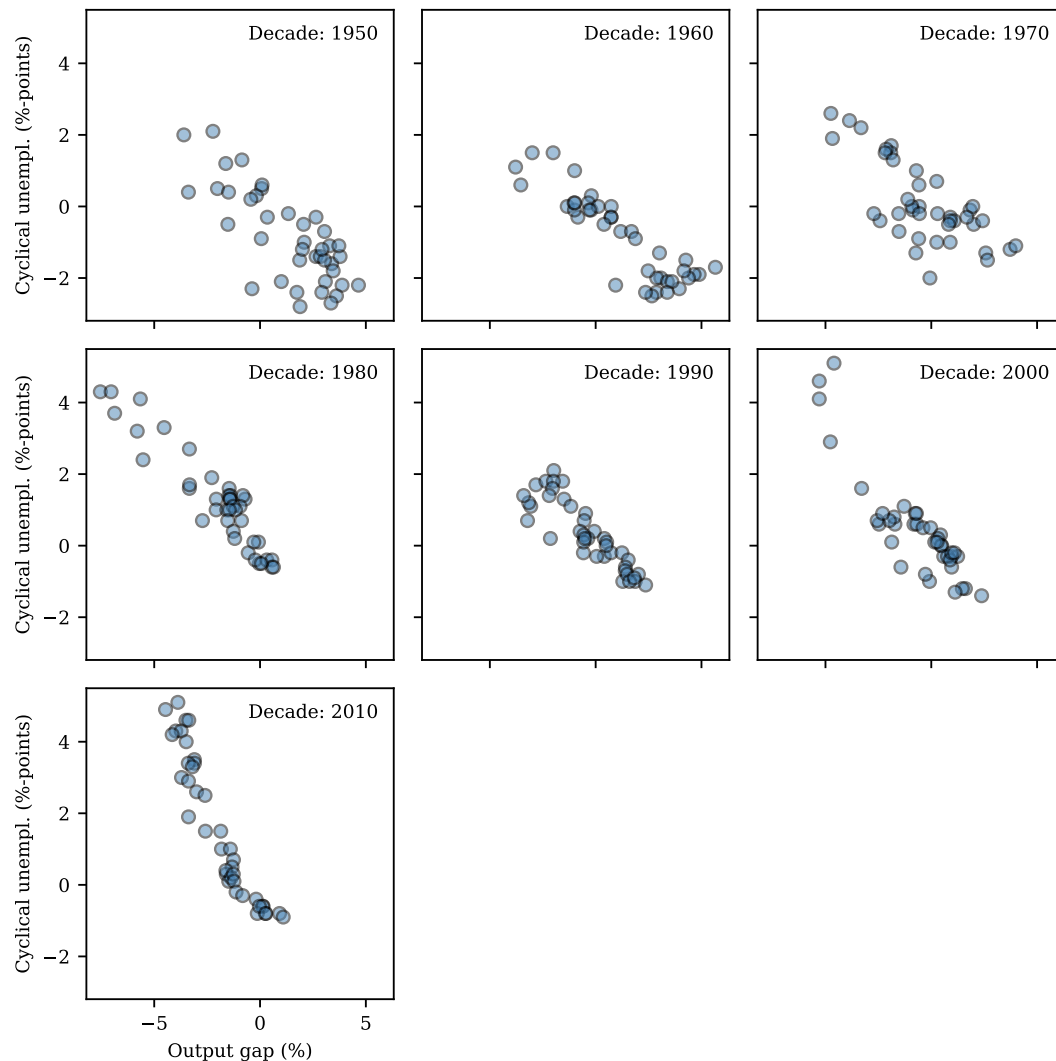 Decade: 1950
Decade: 1960
Decade: 1970
Cyclical unempl. (%-points)
4
2
0
−2
Decade: 1980
Decade: 1990
Decade: 2000
Cyclical unempl. (%-points)
4
2
0
−2
Decade: 2010
Cyclical unempl. (%-points)
4
2
0
−2
−5 0 5
Output gap (%)